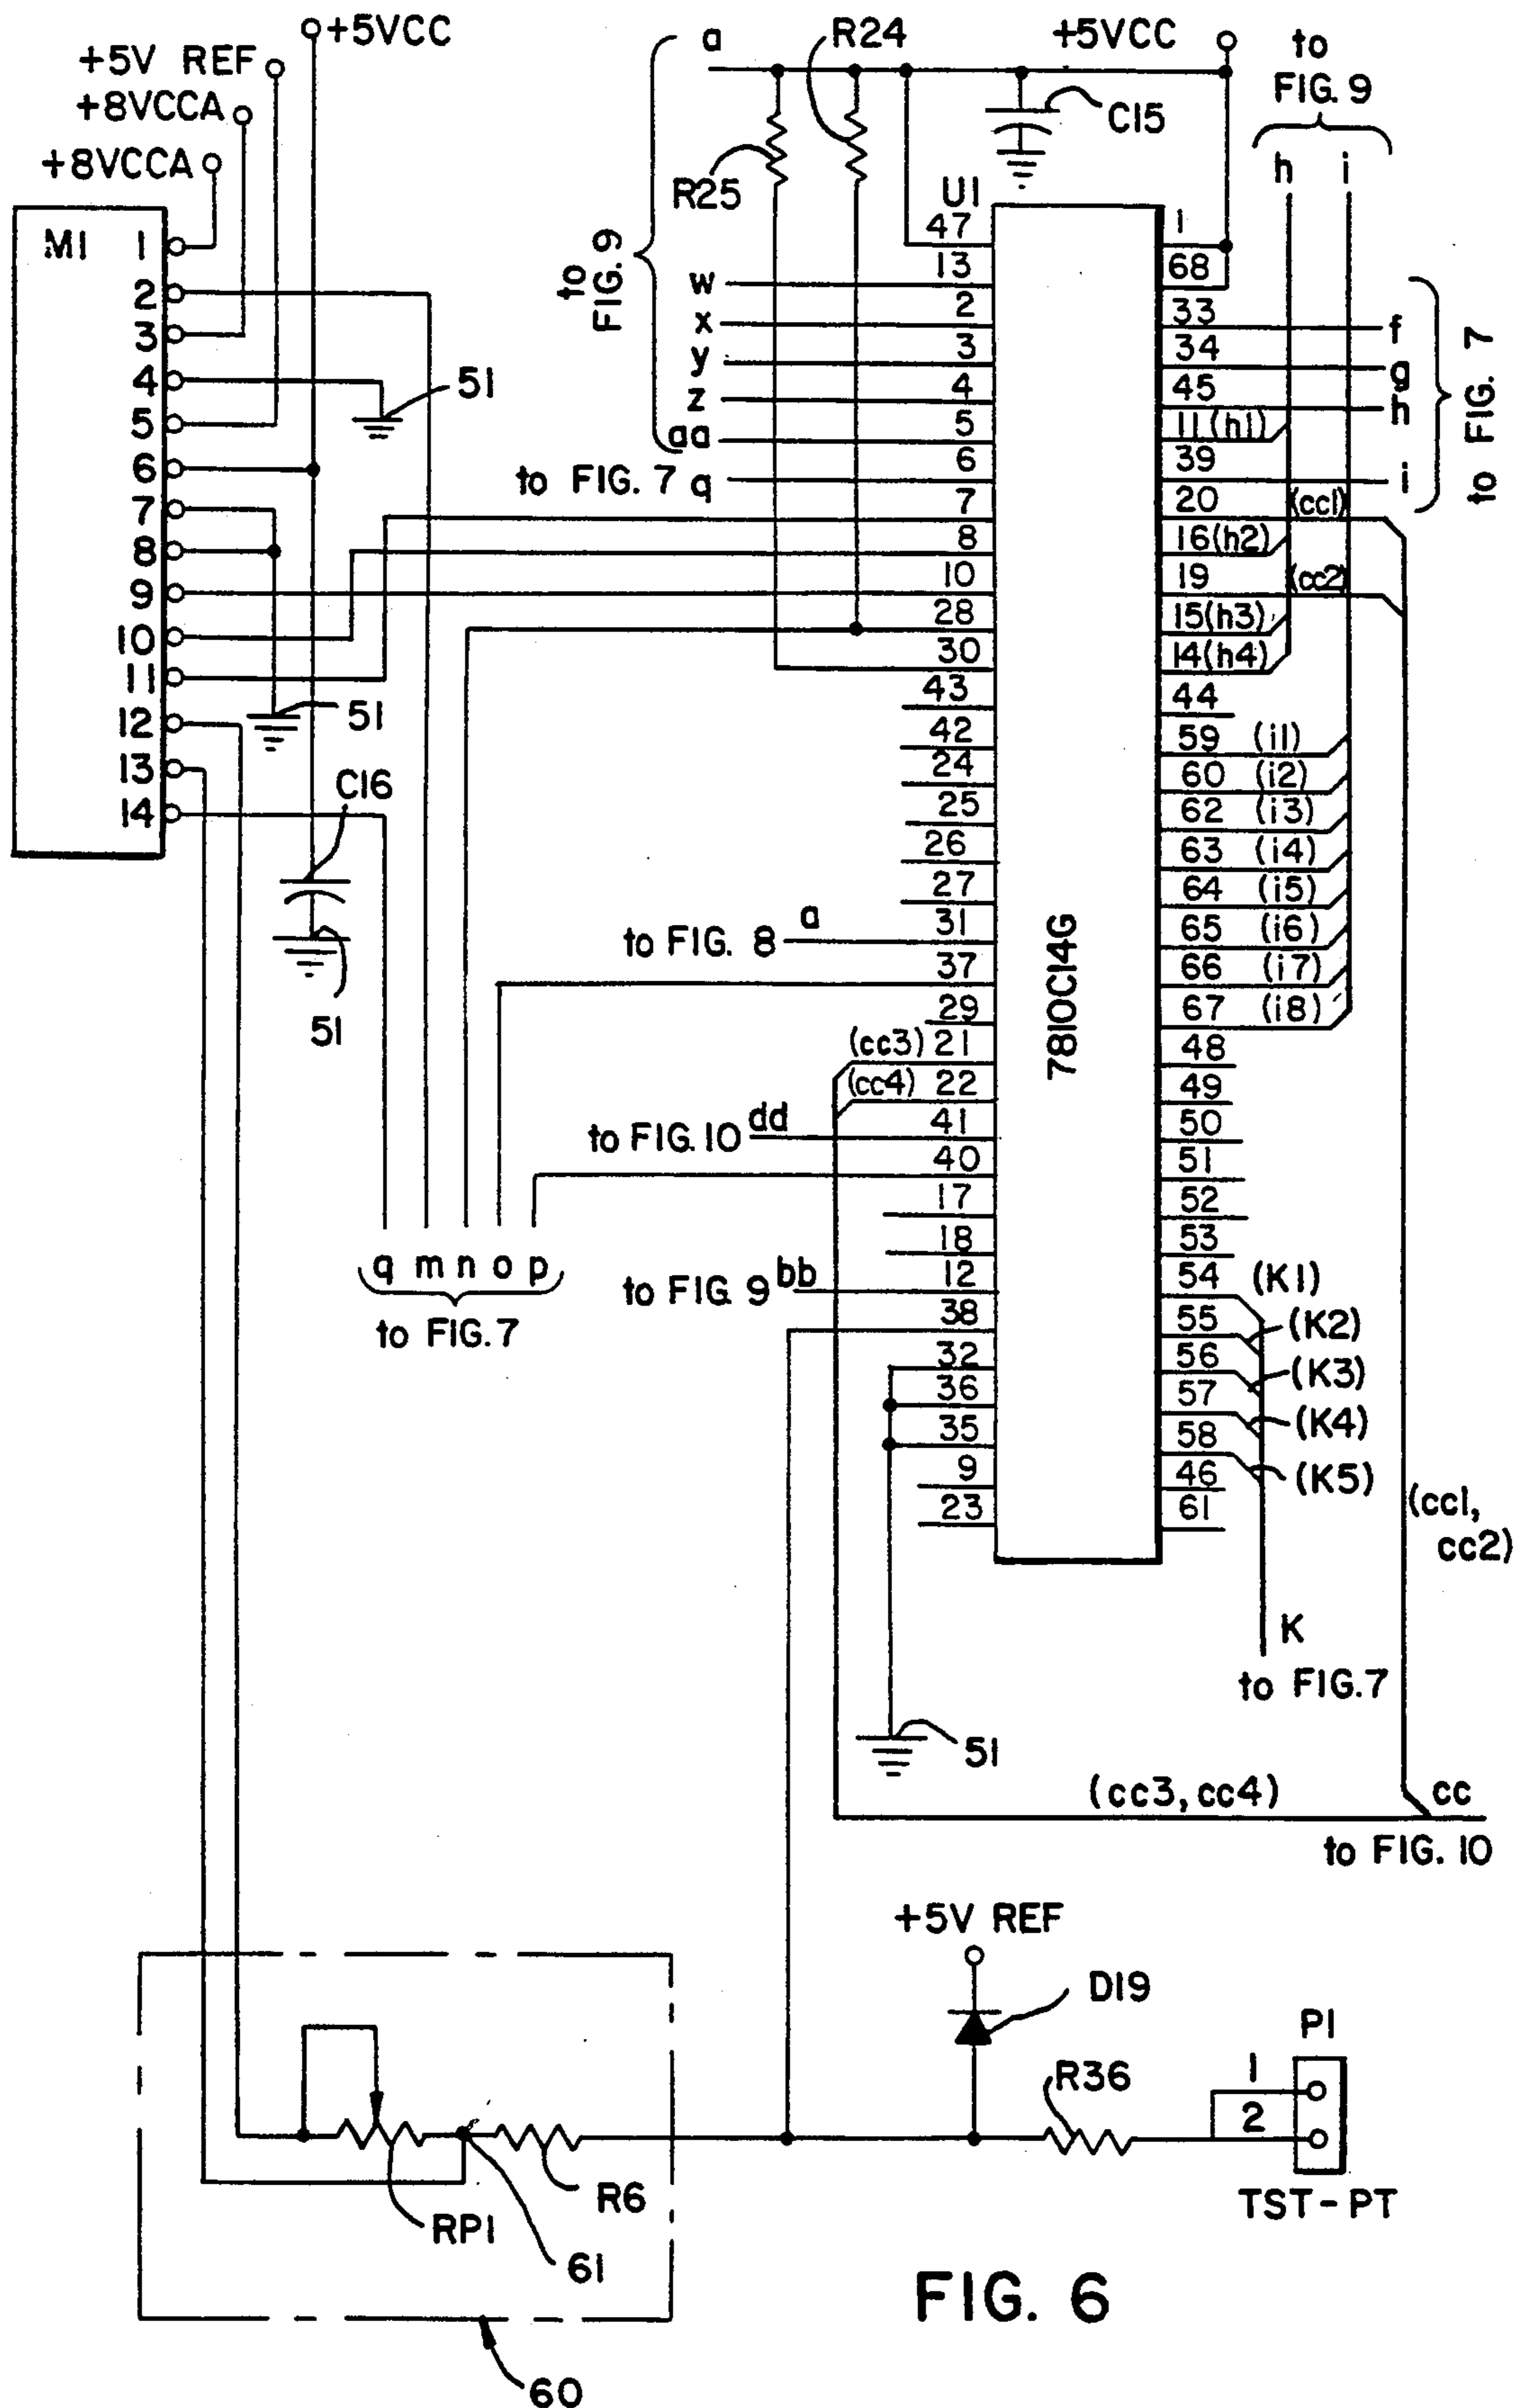 +5VCC
+5V REF
+8VCCA
+8VCCA
M1
1
2
3
4
5
6
7
8
9
10
11
12
13
14
51
51
C16
51
q m n o p
to FIG. 7
a
R24
+5VCC
to
FIG. 9
h i
C15
R25
U1
to
FIG. 9
w
x
y
z
aa
to FIG. 7 q
47
13
2
3
4
5
6
7
8
10
28
30
43
42
24
25
26
27
to FIG. 8 a 31
37
29
(cc3) 21
(cc4) 22
to FIG. 10 dd 41
40
17
18
to FIG. 9 bb 12
38
32
36
35
9
23
7810C14G
1
68
33 f
34 g
45 h
11 (h1)
39 i
20 (cc1)
16 (h2)
19 (cc2)
15 (h3)
14 (h4)
44
59 (i1)
60 (i2)
62 (i3)
63 (i4)
64 (i5)
65 (i6)
66 (i7)
67 (i8)
48
49
50
51
52
53
54 (K1)
55 (K2)
56 (K3)
57 (K4)
58 (K5)
46
61
to FIG. 7
(cc1,
cc2)
K
to FIG. 7
51
(cc3, cc4) cc
to FIG. 10
+5V REF
D19
P1
R36
1
2
R6
TST-PT
RP1
61
FIG. 6
60